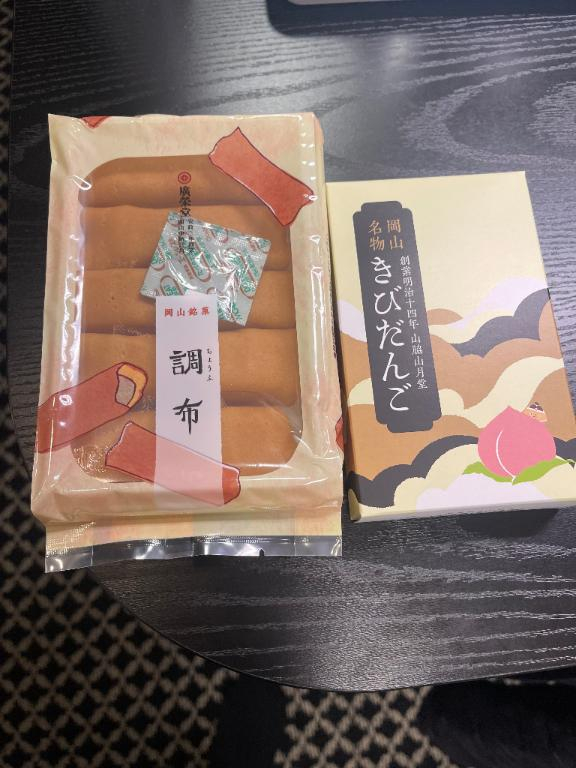 廣榮堂
岡山銘菓
調布
ちょうふ
岡山
名物
きびだんご
創業明治十四年 山脇山月堂